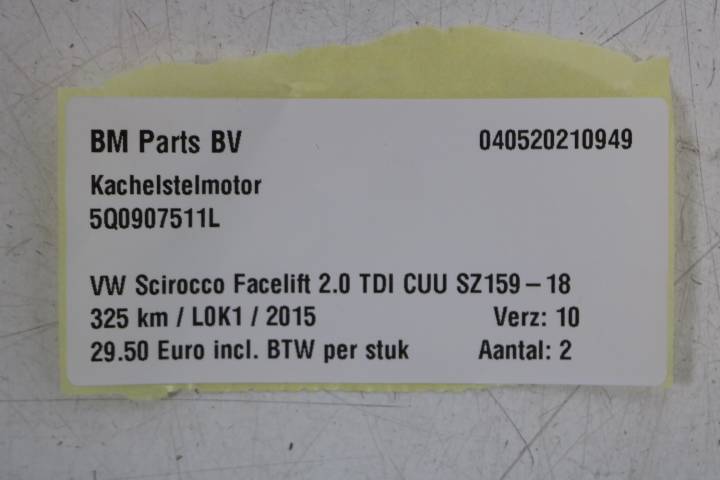 BM Parts BV 040520210949
Kachelstelmotor
5Q0907511L
VW Scirocco Facelift 2.0 TDI CUU SZ159 – 18
325 km / L0K1 / 2015 Verz: 10
29.50 Euro incl. BTW per stuk Aantal: 2